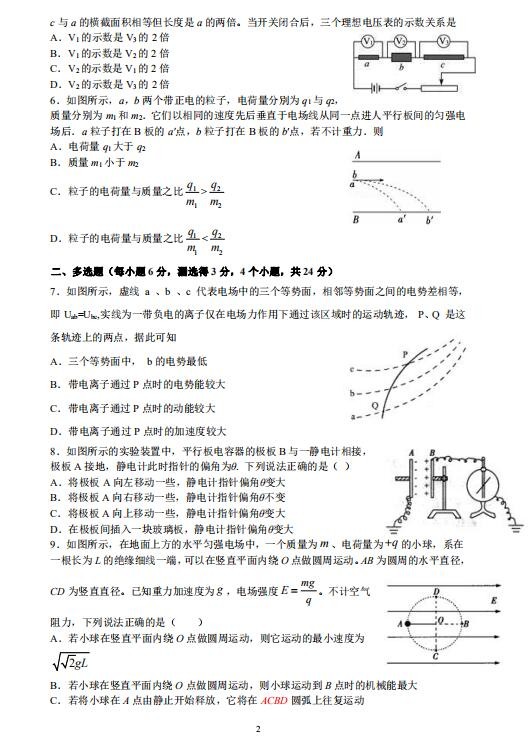 c 与 a 的横截面积相等但长度是 a 的两倍。当开关闭合后，三个理想电压表的示数关系是
A．V₁的示数是 V₃的 2 倍
B．V₂的示数是 V₁的 2 倍
C．V₂的示数是 V₁的 2 倍
D．V₂的示数是 V₃的 2 倍
V₁ V₂ V₃
a b c
6．如图所示，a，b 两个带正电的粒子，电荷量分别为 q₁与 q₂，
质量分别为 m₁和 m₂．它们以相同的速度先后垂直于电场线从同一点进人平行板间的匀强电
场后．a 粒子打在 B 板的 a′点，b 粒子打在 B 板的 b′点，若不计重力．则
A．电荷量 q₁大于 q₂
B．质量 m₁小于 m₂
C．粒子的电荷量与质量之比 q₁/m₁ > q₂/m₂
D．粒子的电荷量与质量之比 q₁/m₁ < q₂/m₂
A
b
a
B a′ b′
二、多选题（每小题 6 分，漏选得 3 分，4 个小题，共 24 分）
7．如图所示，虚线 a 、b 、c 代表电场中的三个等势面，相邻等势面之间的电势差相等，
即 Uab=Ubc,实线为一带负电的离子仅在电场力作用下通过该区域时的运动轨迹， P、Q 是这
条轨迹上的两点，据此可知
A．三个等势面中， b 的电势最低
B．带电离子通过 P 点时的电势能较大
C．带电离子通过 P 点时的动能较大
D．带电离子通过 P 点时的加速度较大
P
c
b
Q
a
8．如图所示的实验装置中，平行板电容器的极板 B 与一静电计相接，
极板 A 接地，静电计此时指针的偏角为θ. 下列说法正确的是（ ）
A．将极板 A 向左移动一些，静电计指针偏角θ变大
B．将极板 A 向右移动一些，静电计指针偏角θ不变
C．将极板 A 向上移动一些，静电计指针偏角θ变大
D．在极板间插入一块玻璃板，静电计指针偏角θ变大
A B
9．如图所示，在地面上方的水平匀强电场中，一个质量为 m 、电荷量为 +q 的小球，系在
一根长为 L 的绝缘细线一端，可以在竖直平面内绕 O 点做圆周运动。AB 为圆周的水平直径，
CD 为竖直直径。已知重力加速度为 g ，电场强度 E = mg/q 。不计空气
阻力，下列说法正确的是（ ）
A．若小球在竖直平面内绕 O 点做圆周运动，则它运动的最小速度为
√(√2gL)
B．若小球在竖直平面内绕 O 点做圆周运动，则小球运动到 B 点时的机械能最大
C．若将小球在 A 点由静止开始释放，它将在 ACBD 圆弧上往复运动
D
E
A O B
C
2